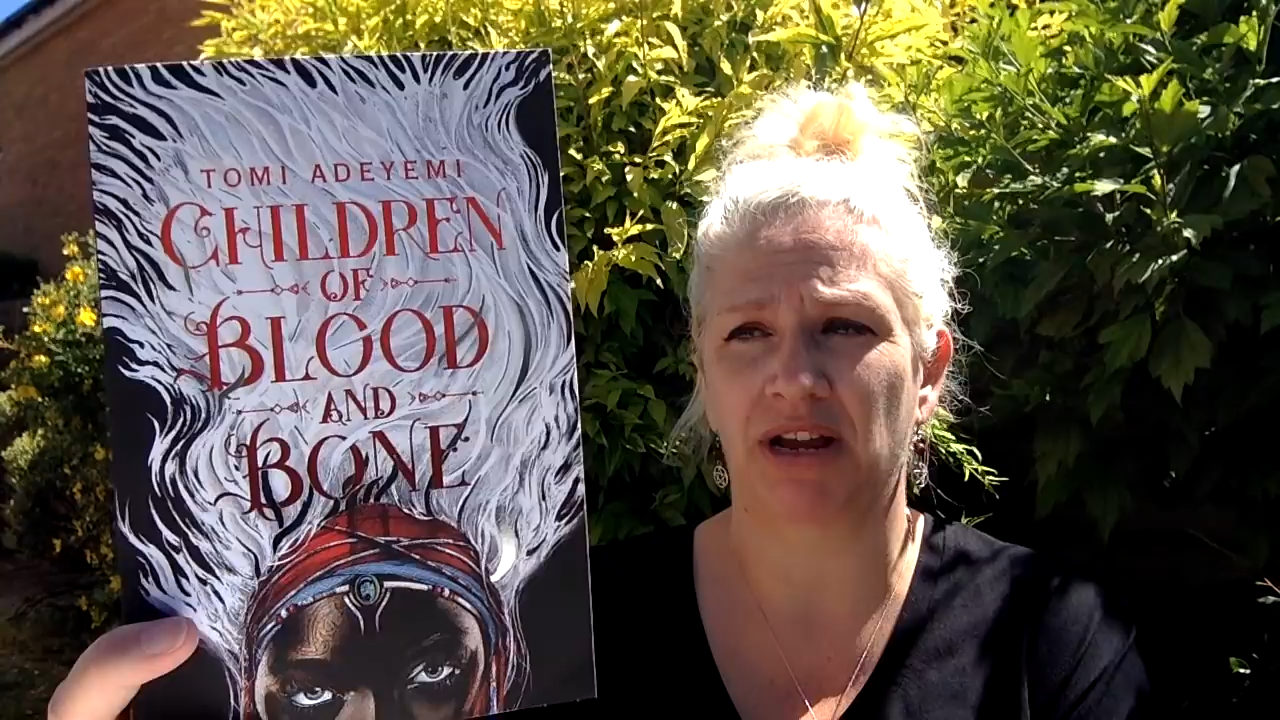 TOMI ADEYEMI
CHILDREN
OF
BLOOD
AND
BONE